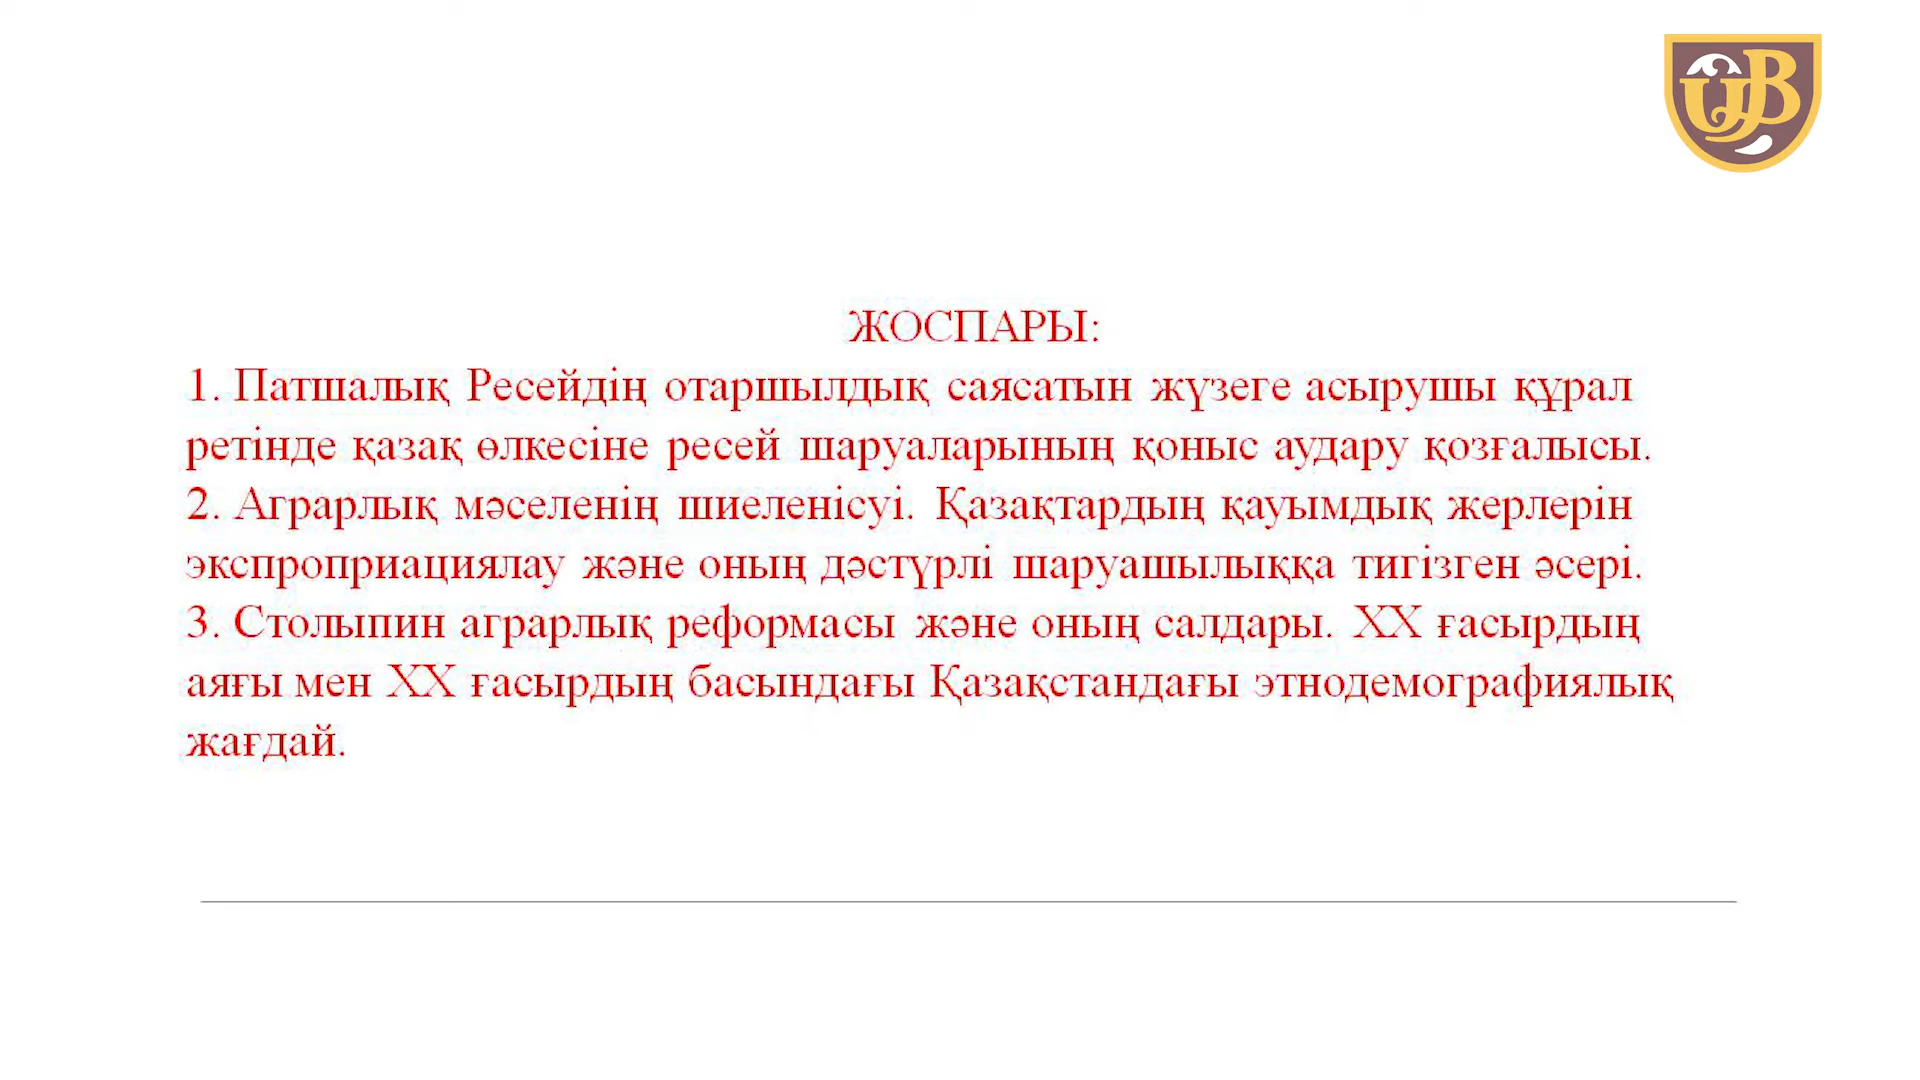 ЖОСПАРЫ:
1. Патшалық Ресейдің отаршылдық саясатын жүзеге асырушы құрал
ретінде қазақ өлкесіне ресей шаруаларының қоныс аудару қозғалысы.
2. Аграрлық мәселенің шиеленісуі. Қазақтардың қауымдық жерлерін
экспроприациялау және оның дәстүрлі шаруашылыққа тигізген әсері.
3. Столыпин аграрлық реформасы және оның салдары. ХХ ғасырдың
аяғы мен ХХ ғасырдың басындағы Қазақстандағы этнодемографиялық
жағдай.